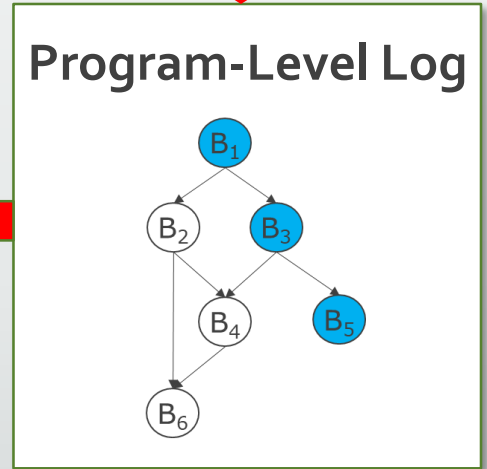 Program-Level Log
B₁
B₂ B₃
B₄ B₅
B₆